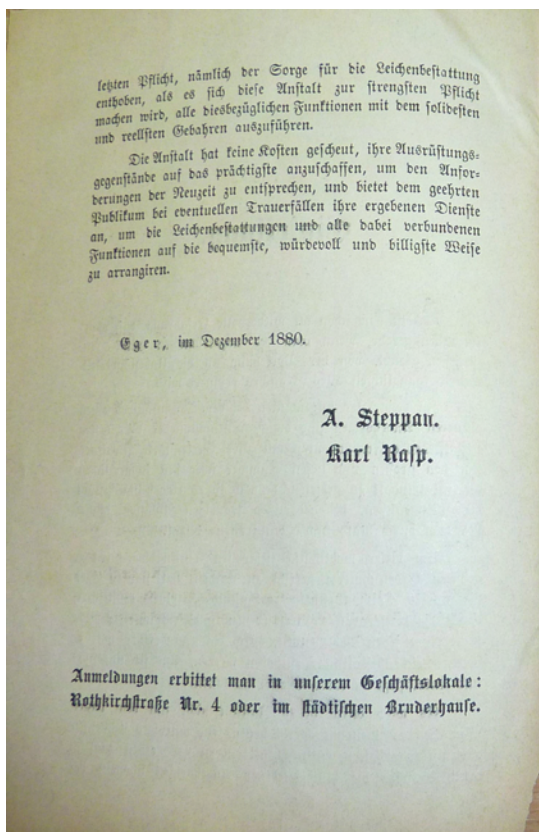 letzten Pflicht, nämlich der Sorge für die Leichenbestattung
enthoben, als es sich diese Anstalt zur strengsten Pflicht
machen wird, alle diesbezüglichen Funktionen mit dem solidesten
und reellsten Gebahren auszuführen.
Die Anstalt hat keine Kosten gescheut, ihre Ausrüstungs-
gegenstände auf das prächtigste anzuschaffen, um den Anfor-
derungen der Neuzeit zu entsprechen, und bietet dem geehrten
Publikum bei eventuellen Trauerfällen ihre ergebenen Dienste
an, um die Leichenbestattungen und alle dabei verbundenen
Funktionen auf die bequemste, würdevoll und billigste Weise
zu arrangiren.
Eger, im Dezember 1880.
A. Steppan.
Karl Rasp.
Anmeldungen erbittet man in unserem Geschäftslokale:
Rothkirchstraße Nr. 4 oder im städtischen Bruderhause.